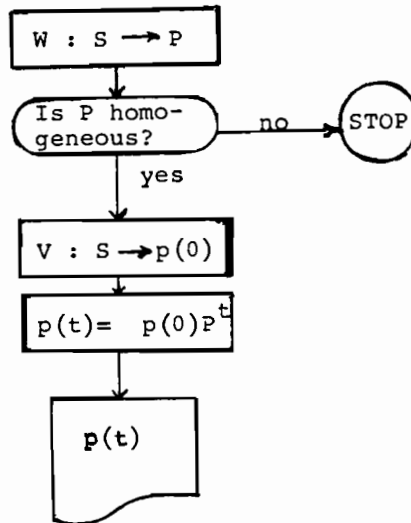 W : S → P
Is P homo-
geneous?
no
STOP
yes
V : S → p(0)
p(t)= p(0)P^t
p(t)